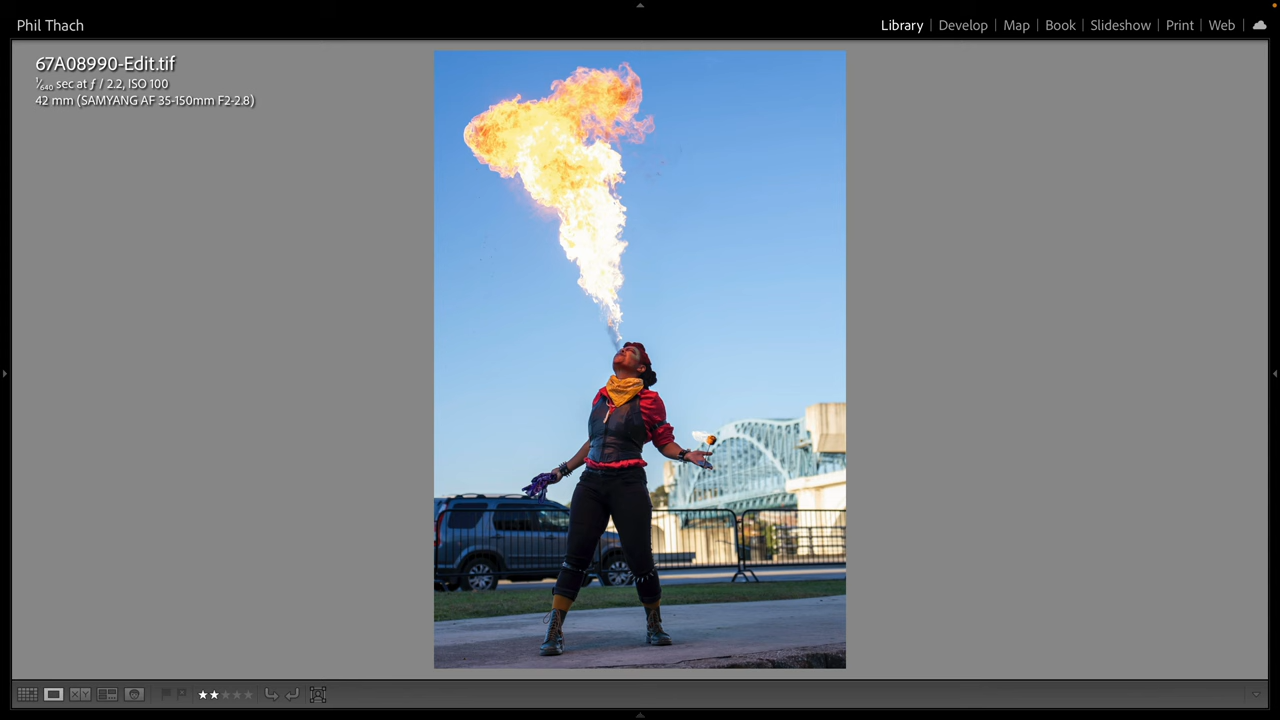 Phil Thach
Library | Develop | Map | Book | Slideshow | Print | Web
67A08990-Edit.tif
1/640 sec at ƒ / 2.2, ISO 100
42 mm (SAMYANG AF 35-150mm F2-2.8)
XY